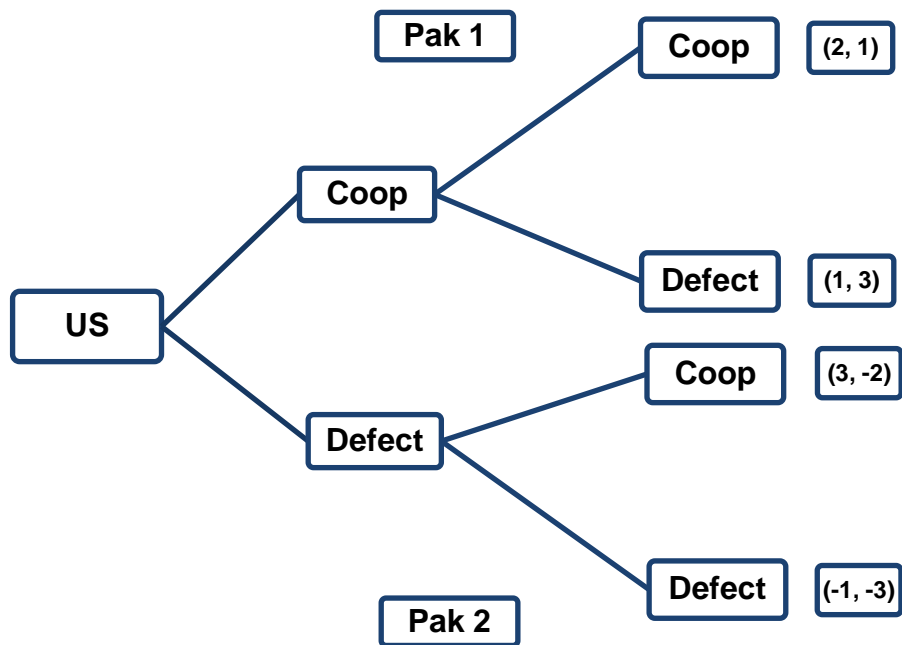 Pak 1
Coop
(2, 1)
Coop
Defect
(1, 3)
US
Coop
(3, -2)
Defect
Defect
(-1, -3)
Pak 2